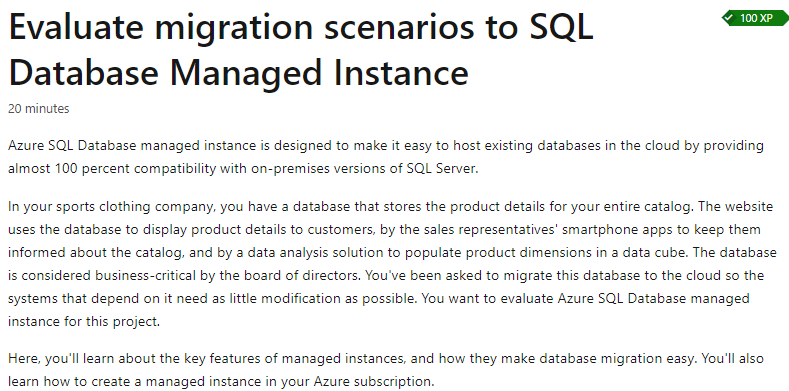 Evaluate migration scenarios to SQL
Database Managed Instance
100 XP
20 minutes
Azure SQL Database managed instance is designed to make it easy to host existing databases in the cloud by providing
almost 100 percent compatibility with on-premises versions of SQL Server.
In your sports clothing company, you have a database that stores the product details for your entire catalog. The website
uses the database to display product details to customers, by the sales representatives' smartphone apps to keep them
informed about the catalog, and by a data analysis solution to populate product dimensions in a data cube. The database
is considered business-critical by the board of directors. You've been asked to migrate this database to the cloud so the
systems that depend on it need as little modification as possible. You want to evaluate Azure SQL Database managed
instance for this project.
Here, you'll learn about the key features of managed instances, and how they make database migration easy. You'll also
learn how to create a managed instance in your Azure subscription.